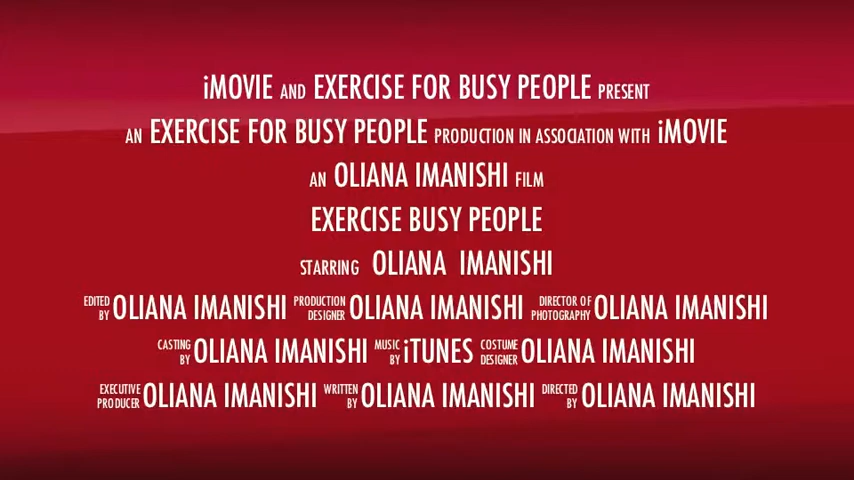 iMOVIE AND EXERCISE FOR BUSY PEOPLE PRESENT
AN EXERCISE FOR BUSY PEOPLE PRODUCTION IN ASSOCIATION WITH iMOVIE
AN OLIANA IMANISHI FILM
EXERCISE BUSY PEOPLE
STARRING OLIANA IMANISHI
EDITED BY OLIANA IMANISHI PRODUCTION DESIGNER OLIANA IMANISHI DIRECTOR OF PHOTOGRAPHY OLIANA IMANISHI
CASTING BY OLIANA IMANISHI MUSIC BY iTUNES COSTUME DESIGNER OLIANA IMANISHI
EXECUTIVE PRODUCER OLIANA IMANISHI WRITTEN BY OLIANA IMANISHI DIRECTED BY OLIANA IMANISHI